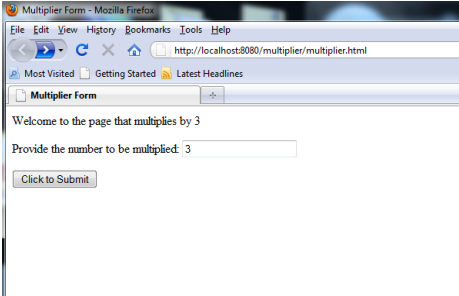 Multiplier Form - Mozilla Firefox
File Edit View History Bookmarks Tools Help
http://localhost:8080/multiplier/multiplier.html
Most Visited Getting Started Latest Headlines
Multiplier Form
Welcome to the page that multiplies by 3
Provide the number to be multiplied: 3
Click to Submit